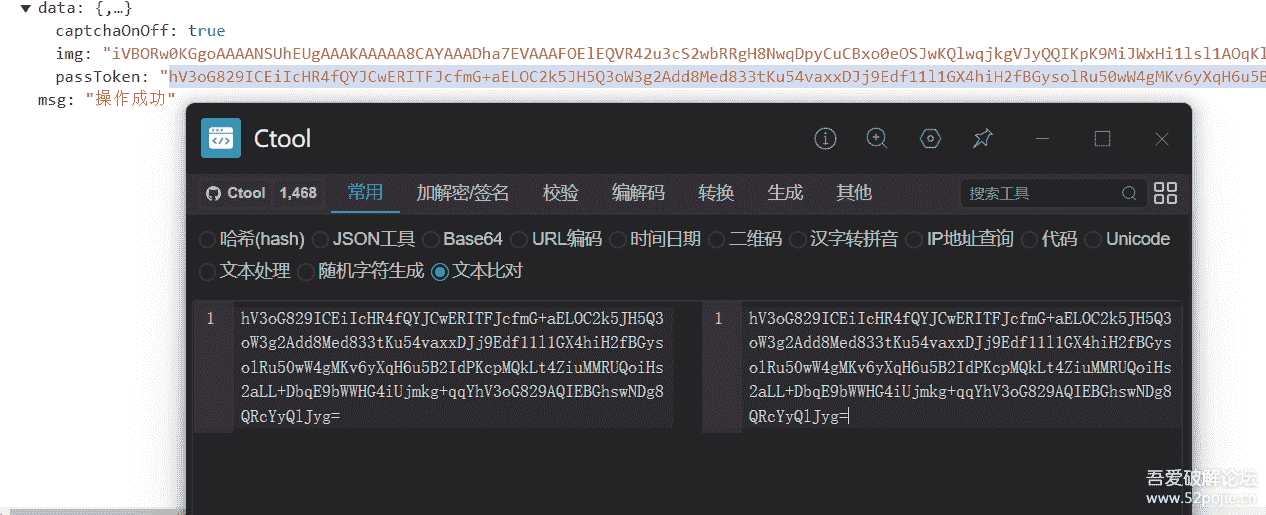 ▼ data: {,…}
captchaOnOff: true
img: "iVBORw0KGgoAAAANSUhEUgAAAKAAAAA8CAYAAADha7EVAAAFOElEQVR42u3cS2wbRRgH8NwqDpyCuCBxo0eOSJwKQlwqjkgVJyQQIKpK9MiJWxHi1lsl1AOqKl
passToken: "hV3oG829ICEiIcHR4fQYJCwERITFJcfmG+aELOC2k5JH5Q3oW3g2Add8Med833tKu54vaxxDJj9Edf11l1GX4hiH2fBGysolRu50wW4gMKv6yXqH6u5B
msg: "操作成功"
Ctool
Ctool 1,468 常用 加解密/签名 校验 编解码 转换 生成 其他 搜索工具
哈希(hash) JSON工具 Base64 URL编码 时间日期 二维码 汉字转拼音 IP地址查询 代码 Unicode
文本处理 随机字符生成 文本比对
1 hV3oG829ICEiIcHR4fQYJCwERITFJcfmG+aELOC2k5JH5Q3
oW3g2Add8Med833tKu54vaxxDJj9Edf11l1GX4hiH2fBGys
olRu50wW4gMKv6yXqH6u5B2IdPKcpMQkLt4ZiuMMRUQoiHs
2aLL+DbqE9bWWHG4iUjmkg+qqYhV3oG829AQIEBGhswNDg8
QRcYyQlJyg=
1 hV3oG829ICEiIcHR4fQYJCwERITFJcfmG+aELOC2k5JH5Q3
oW3g2Add8Med833tKu54vaxxDJj9Edf11l1GX4hiH2fBGys
olRu50wW4gMKv6yXqH6u5B2IdPKcpMQkLt4ZiuMMRUQoiHs
2aLL+DbqE9bWWHG4iUjmkg+qqYhV3oG829AQIEBGhswNDg8
QRcYyQlJyg=
吾爱破解论坛
www.52pojie.cn